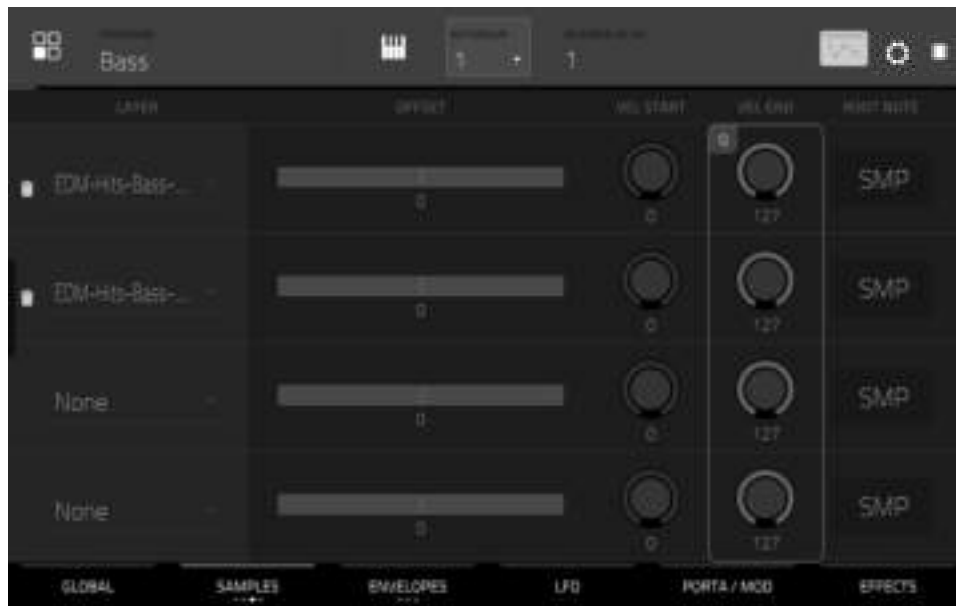 Bass
1
1
LAYER OFFSET VEL START VEL END ROOT NOTE
Q
EDM-Hits-Bass-... 0 0 127 SMP
EDM-Hits-Bass-... 0 0 127 SMP
None 0 0 127 SMP
None 0 0 127 SMP
GLOBAL SAMPLES ENVELOPES LFO PORTA / MOD EFFECTS